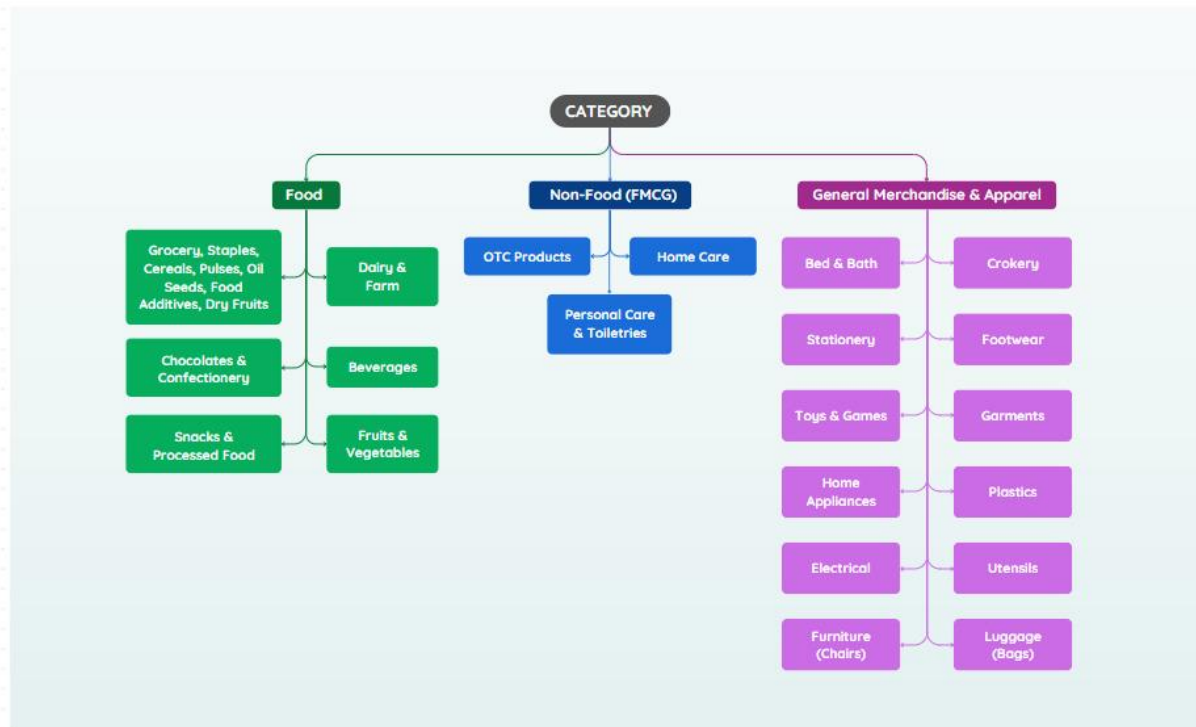 CATEGORY
Food
Non-Food (FMCG)
General Merchandise & Apparel
Grocery, Staples,
Cereals, Pulses, Oil
Seeds, Food
Additives, Dry Fruits
Dairy &
Farm
Chocolates &
Confectionery
Beverages
Snacks &
Processed Food
Fruits &
Vegetables
OTC Products
Home Care
Personal Care
& Toiletries
Bed & Bath
Crokery
Stationery
Footwear
Toys & Games
Garments
Home
Appliances
Plastics
Electrical
Utensils
Furniture
(Chairs)
Luggage
(Bags)